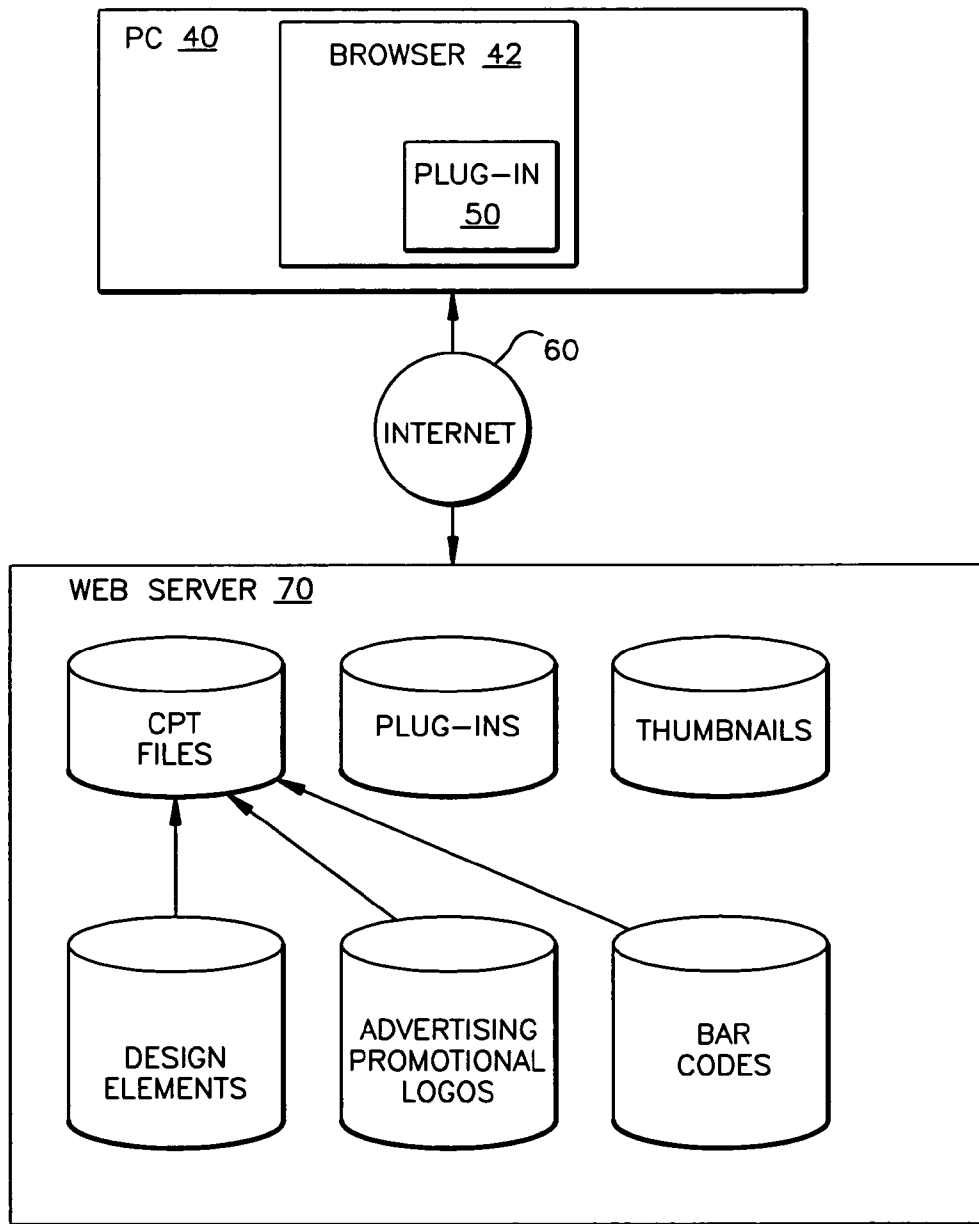 PC 40
BROWSER 42
PLUG-IN
50
60
INTERNET
WEB SERVER 70
CPT
FILES
PLUG-INS
THUMBNAILS
DESIGN
ELEMENTS
ADVERTISING
PROMOTIONAL
LOGOS
BAR
CODES